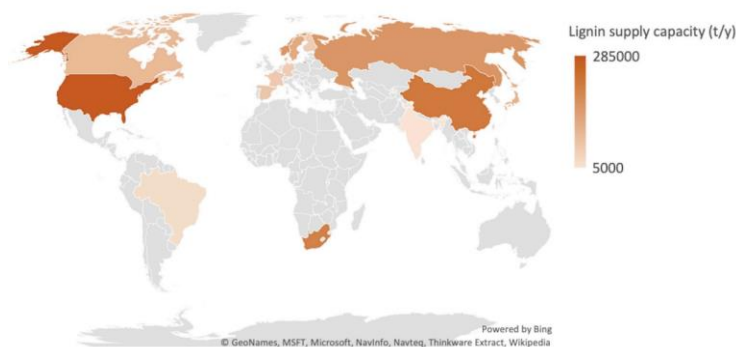 Lignin supply capacity (t/y)
285000
5000
Powered by Bing
© GeoNames, MSFT, Microsoft, NavInfo, Navteq, Thinkware Extract, Wikipedia